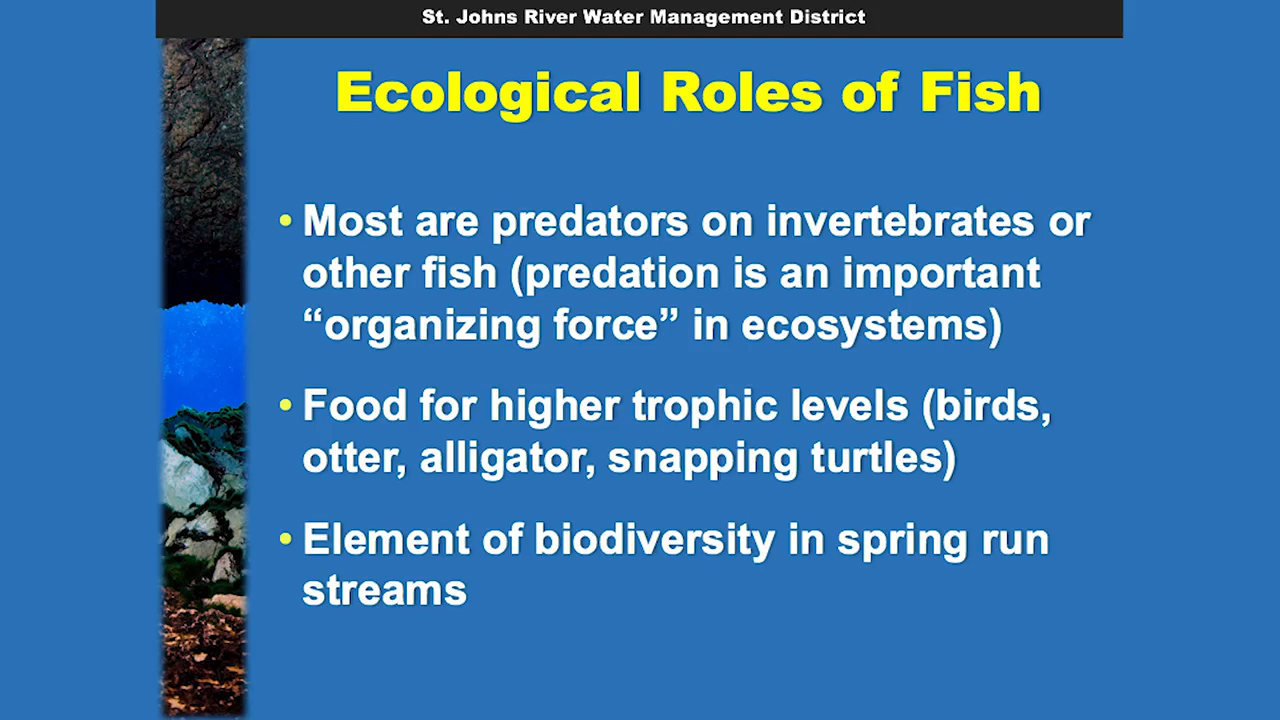 St. Johns River Water Management District
Ecological Roles of Fish
• Most are predators on invertebrates or
other fish (predation is an important
“organizing force” in ecosystems)
• Food for higher trophic levels (birds,
otter, alligator, snapping turtles)
• Element of biodiversity in spring run
streams